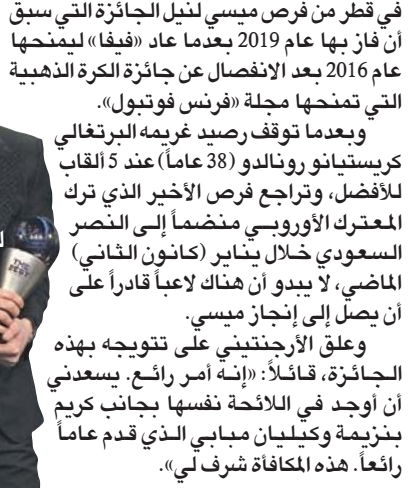 في قطر من فرص ميسي لنيل الجائزة التي سبق
أن فاز بها عام 2019 بعدما عاد «فيفا» ليمنحها
عام 2016 بعد الانفصال عن جائزة الكرة الذهبية
التي تمنحها مجلة «فرنس فوتبول».
وبعدما توقف رصيد غريمه البرتغالي
كريستيانو رونالدو (38 عاماً) عند 5 ألقاب
للأفضل، وتراجع فرص الأخير الذي ترك
المعترك الأوروبي منضماً إلى النصر
السعودي خلال يناير (كانون الثاني)
الماضي، لا يبدو أن هناك لاعباً قادراً على
أن يصل إلى إنجاز ميسي.
وعلق الأرجنتيني على تتويجه بهذه
الجائزة، قائلاً: «إنه أمر رائع. يسعدني
أن أوجد في اللائحة نفسها بجانب كريم
بنزيمة وكيليان مبابي الذي قدم عاماً
رائعاً. هذه المكافأة شرف لي».
THE
BEST